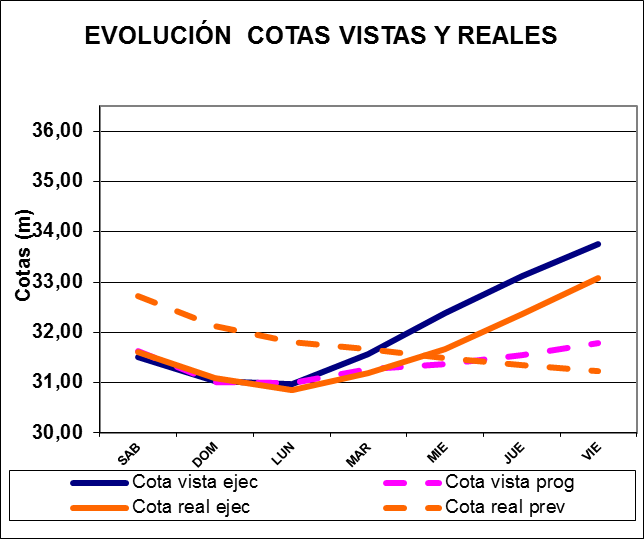 EVOLUCIÓN  COTAS VISTAS Y REALES
36,00
35,00
34,00
33,00
32,00
31,00
30,00
Cotas (m)
SAB DOM LUN MAR MIE JUE VIE
Cota vista ejec Cota vista prog
Cota real ejec Cota real prev